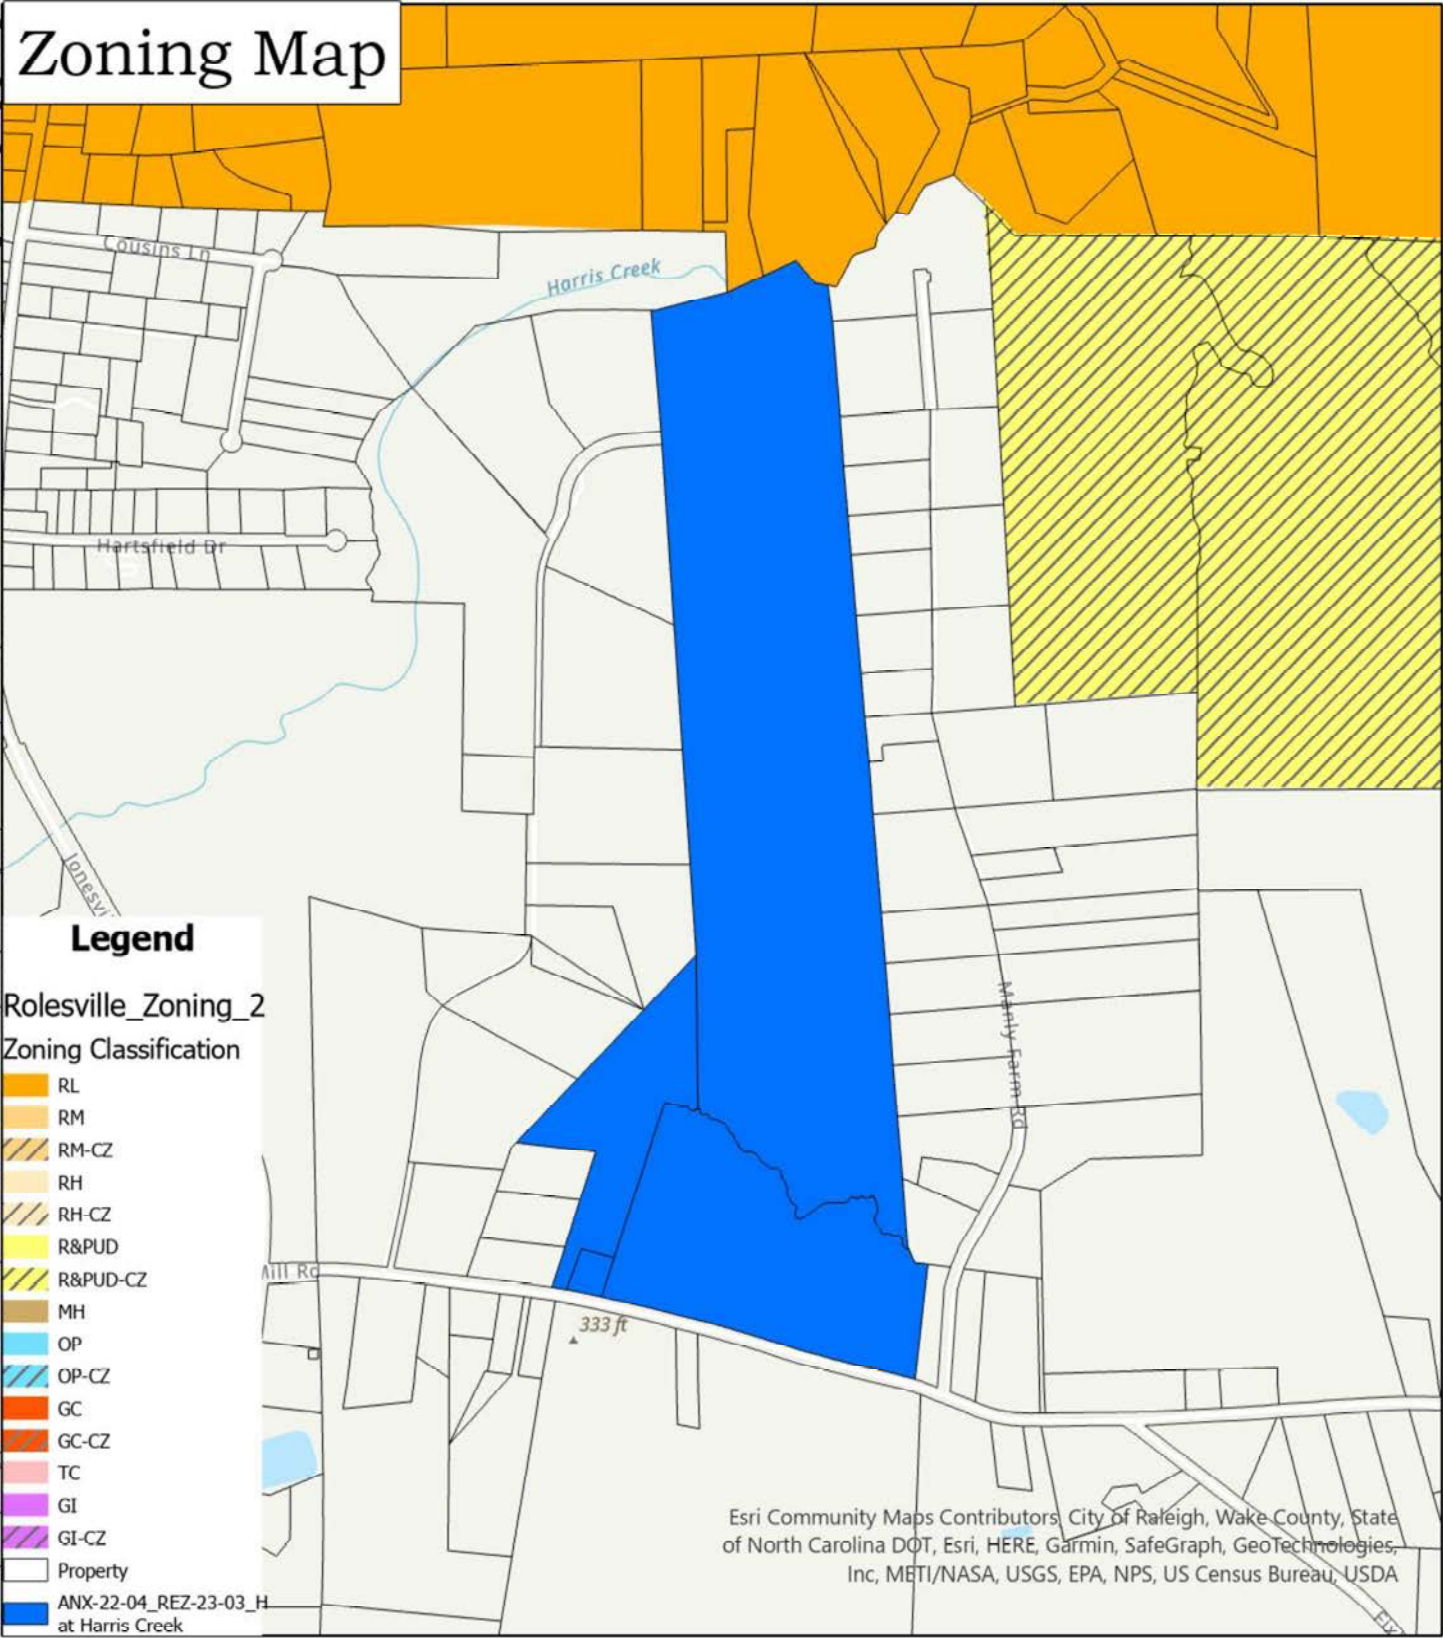 Zoning Map
Cousins Ln
Harris Creek
Hartsfield Dr
Jonesvi
Manly Farm Rd
Mill Rd
333 ft
Legend
Rolesville_Zoning_2
Zoning Classification
RL
RM
RM-CZ
RH
RH-CZ
R&PUD
R&PUD-CZ
MH
OP
OP-CZ
GC
GC-CZ
TC
GI
GI-CZ
Property
ANX-22-04_REZ-23-03_H
at Harris Creek
Esri Community Maps Contributors, City of Raleigh, Wake County, State
of North Carolina DOT, Esri, HERE, Garmin, SafeGraph, GeoTechnologies,
Inc, METI/NASA, USGS, EPA, NPS, US Census Bureau, USDA